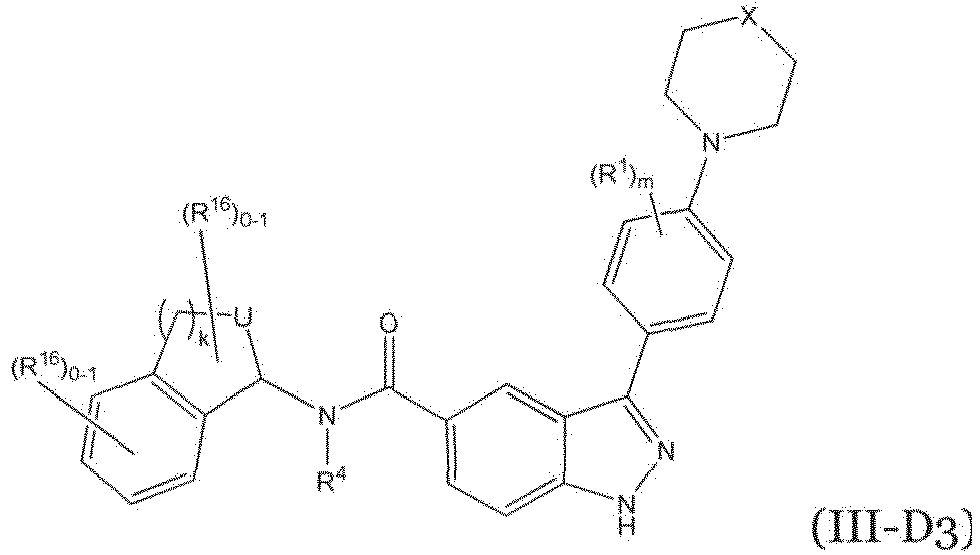 X
N
(R¹)m
(R¹⁶)0-1
( )k
U
O
(R¹⁶)0-1
N
R⁴
N
N
H
(III-D3)